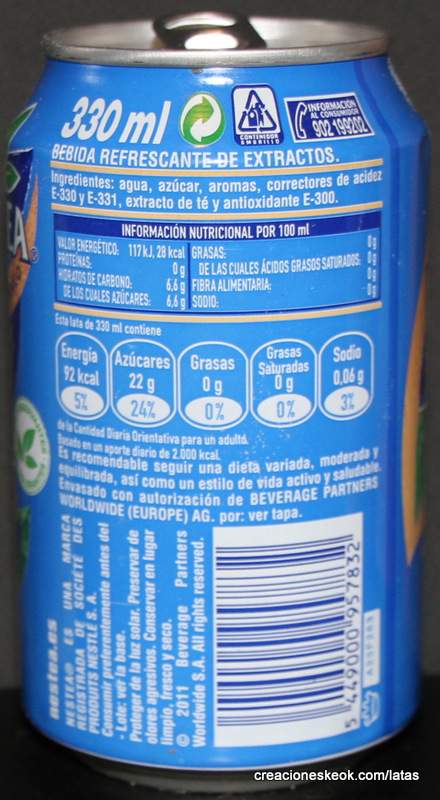 330 ml
CONTENEDOR
AMARILLO
INFORMACIÓN
AL CONSUMIDOR
902 199202
BEBIDA REFRESCANTE DE EXTRACTOS.
Ingredientes: agua, azúcar, aromas, correctores de acidez
E-330 y E-331, extracto de té y antioxidante E-300.
EA®
INFORMACIÓN NUTRICIONAL POR 100 ml
VALOR ENERGÉTICO: 117 kJ, 28 kcal
PROTEÍNAS: 0 g
HIDRATOS DE CARBONO: 6,6 g
DE LOS CUALES AZÚCARES: 6,6 g
GRASAS: 0g
DE LAS CUALES ÁCIDOS GRASOS SATURADOS: 0g
FIBRA ALIMENTARIA: 0g
SODIO: 0g
Esta lata de 330 ml contiene
Energía
92 kcal
5%
Azúcares
22 g
24%
Grasas
0 g
0%
Grasas
Saturadas
0 g
0%
Sodio
0,06 g
3%
de la Cantidad Diaria Orientativa para un adulto.
Basado en un aporte diario de 2.000 kcal.
Es recomendable seguir una dieta variada, moderada y
equilibrada, así como un estilo de vida activo y saludable.
Envasado con autorización de BEVERAGE PARTNERS
WORLDWIDE (EUROPE) AG. por: ver tapa.
nestea.es
NESTEA® ES UNA MARCA
REGISTRADA DE SOCIÉTÉ DES
PRODUITS NESTLÉ S. A.
Consumir preferentemente antes del
- Lote: ver la base.
Proteger de la luz solar. Preservar de
olores agresivos. Conservar en lugar
limpio, fresco y seco.
© 2011 Beverage Partners
Worldwide S.A. All rights reserved.
5 449000 957832
creacioneskeok.com/latas